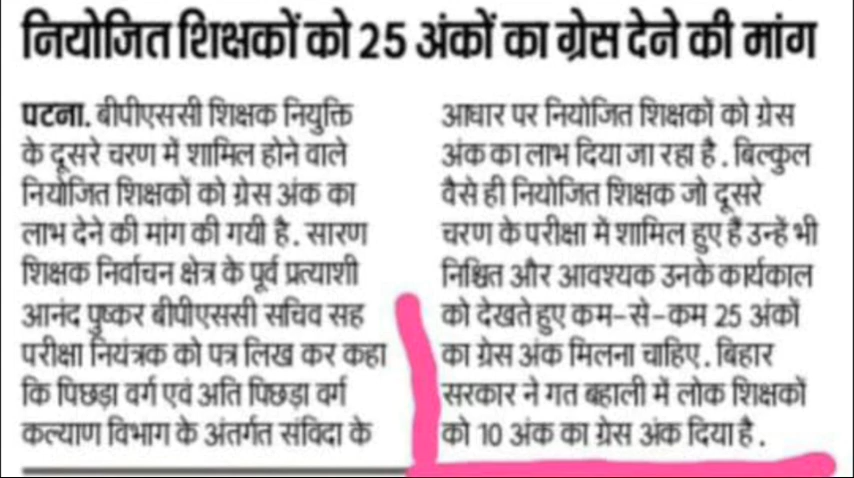 नियोजित शिक्षकों को 25 अंकों का ग्रेस देने की मांग
पटना. बीपीएससी शिक्षक नियुक्ति
के दूसरे चरण में शामिल होने वाले
नियोजित शिक्षकों को ग्रेस अंक का
लाभ देने की मांग की गयी है. सारण
शिक्षक निर्वाचन क्षेत्र के पूर्व प्रत्याशी
आनंद पुष्कर बीपीएससी सचिव सह
परीक्षा नियंत्रक को पत्र लिख कर कहा
कि पिछड़ा वर्ग एवं अति पिछड़ा वर्ग
कल्याण विभाग के अंतर्गत संविदा के
आधार पर नियोजित शिक्षकों को ग्रेस
अंक का लाभ दिया जा रहा है. बिल्कुल
वैसे ही नियोजित शिक्षक जो दूसरे
चरण के परीक्षा में शामिल हुए हैं उन्हें भी
निश्चित और आवश्यक उनके कार्यकाल
को देखते हुए कम-से-कम 25 अंकों
का ग्रेस अंक मिलना चाहिए. बिहार
सरकार ने गत बहाली में लोक शिक्षकों
को 10 अंक का ग्रेस अंक दिया है.